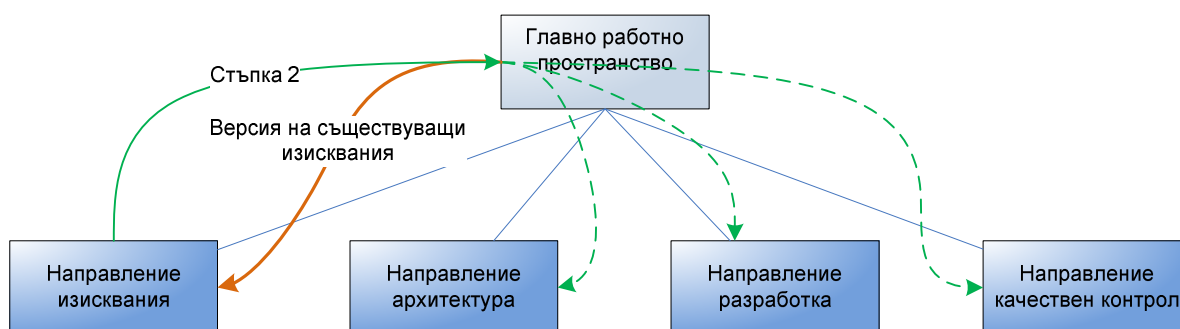 Главно работно
пространство
Стъпка 2
Версия на съществуващи
изисквания
Направление
изисквания
Направление
архитектура
Направление
разработка
Направление
качествен контрол